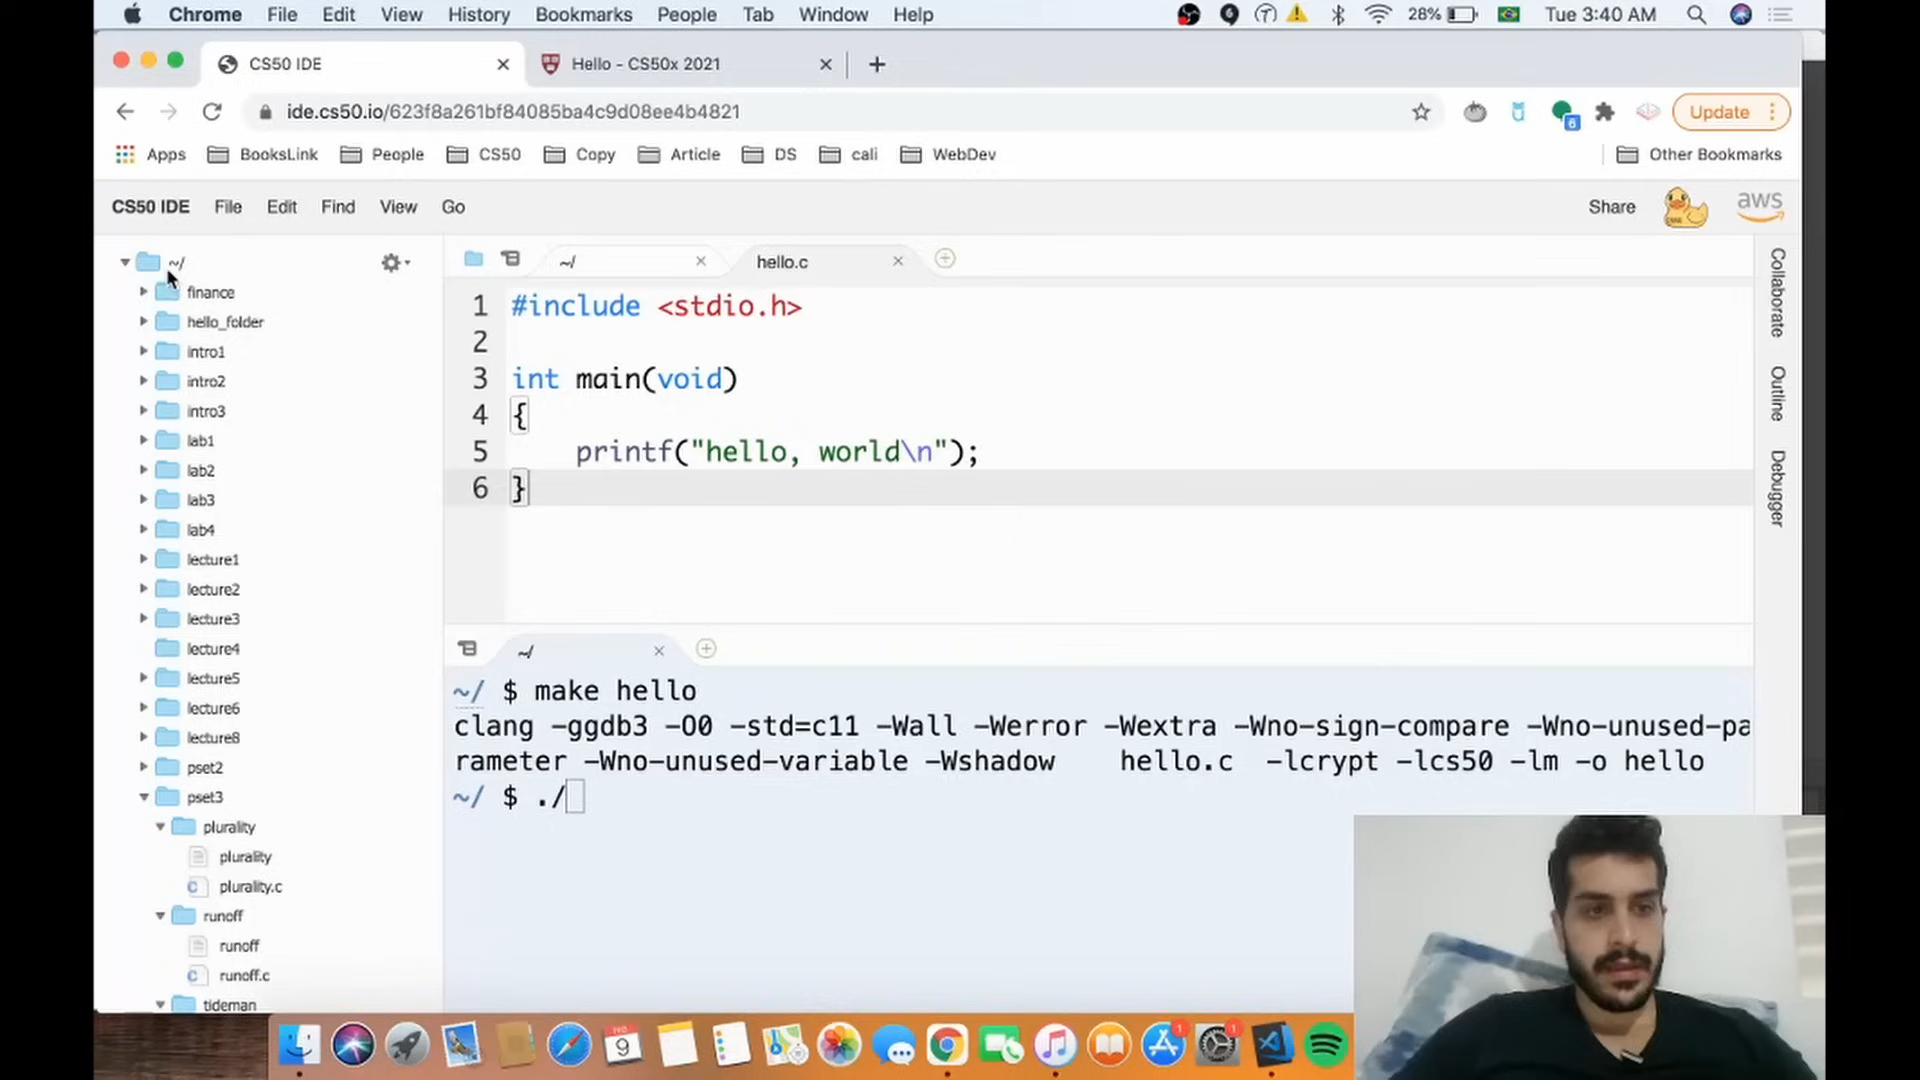 Chrome File Edit View History Bookmarks People Tab Window Help 28% Tue 3:40 AM
CS50 IDE Hello - CS50x 2021
ide.cs50.io/623f8a261bf84085ba4c9d08ee4b4821 6 Update
Apps BooksLink People CS50 Copy Article DS cali WebDev Other Bookmarks
CS50 IDE File Edit Find View Go Share aws
~/
finance
hello_folder
intro1
intro2
intro3
lab1
lab2
lab3
lab4
lecture1
lecture2
lecture3
lecture4
lecture5
lecture6
lecture8
pset2
pset3
plurality
plurality
plurality.c
runoff
runoff
runoff.c
tideman
~/ hello.c
1 #include <stdio.h>
2
3 int main(void)
4 {
5 printf("hello, world\n");
6 }
~/
~/ $ make hello
clang -ggdb3 -O0 -std=c11 -Wall -Werror -Wextra -Wno-sign-compare -Wno-unused-pa
rameter -Wno-unused-variable -Wshadow hello.c -lcrypt -lcs50 -lm -o hello
~/ $ ./
Collaborate
Outline
Debugger
9
1
1